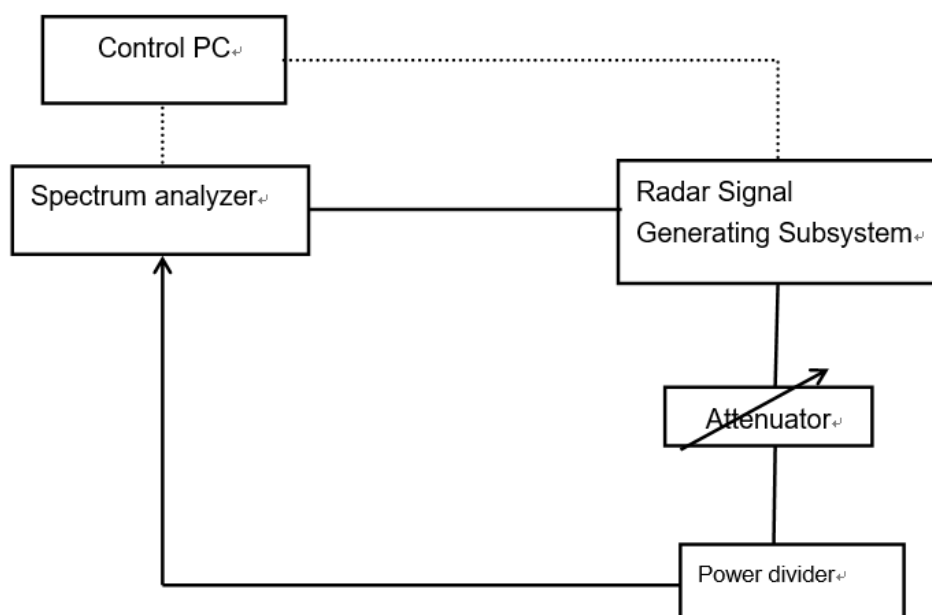 Control PC
Spectrum analyzer
Radar Signal
Generating Subsystem
Attenuator
Power divider